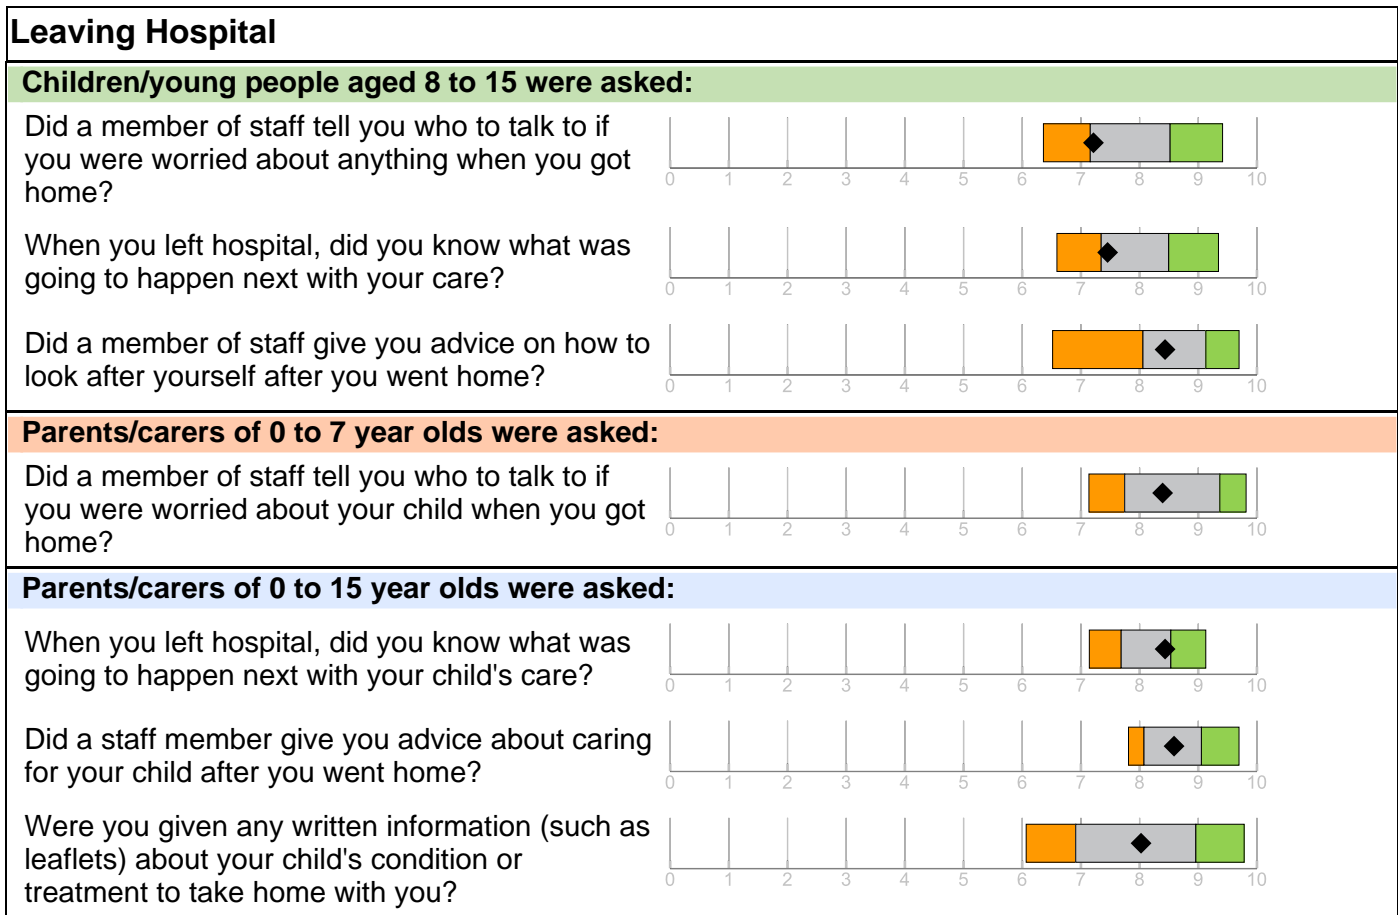 Leaving Hospital
Children/young people aged 8 to 15 were asked:
Did a member of staff tell you who to talk to if
you were worried about anything when you got
home?
0 1 2 3 4 5 6 7 8 9 10
When you left hospital, did you know what was
going to happen next with your care?
0 1 2 3 4 5 6 7 8 9 10
Did a member of staff give you advice on how to
look after yourself after you went home?
0 1 2 3 4 5 6 7 8 9 10
Parents/carers of 0 to 7 year olds were asked:
Did a member of staff tell you who to talk to if
you were worried about your child when you got
home?
0 1 2 3 4 5 6 7 8 9 10
Parents/carers of 0 to 15 year olds were asked:
When you left hospital, did you know what was
going to happen next with your child's care?
0 1 2 3 4 5 6 7 8 9 10
Did a staff member give you advice about caring
for your child after you went home?
0 1 2 3 4 5 6 7 8 9 10
Were you given any written information (such as
leaflets) about your child's condition or
treatment to take home with you?
0 1 2 3 4 5 6 7 8 9 10